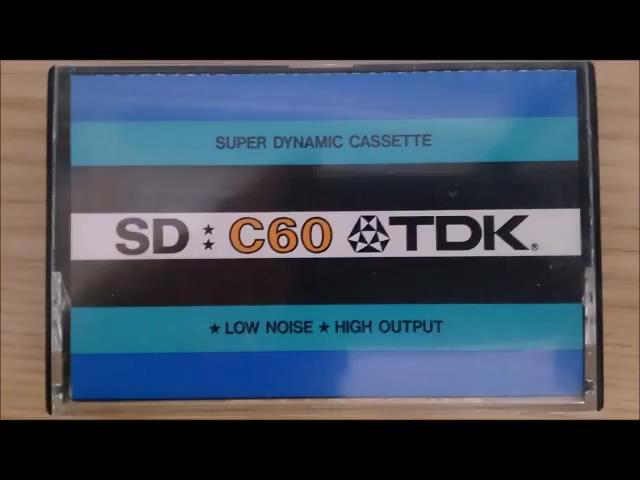 SUPER DYNAMIC CASSETTE
SD : C60 TDK®
★ LOW NOISE ★ HIGH OUTPUT